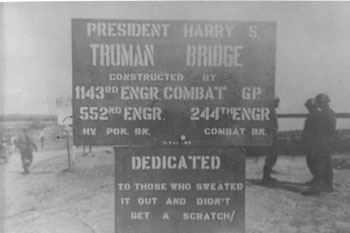 PRESIDENT HARRY S.
TRUMAN BRIDGE
CONSTRUCTED BY
1143RD ENGR. COMBAT GP.
552ND ENGR. 244TH ENGR
HV. PON. BN. COMBAT BN.
DEDICATED
TO THOSE WHO SWEATED
IT OUT AND DIDN'T
GET A SCRATCH/